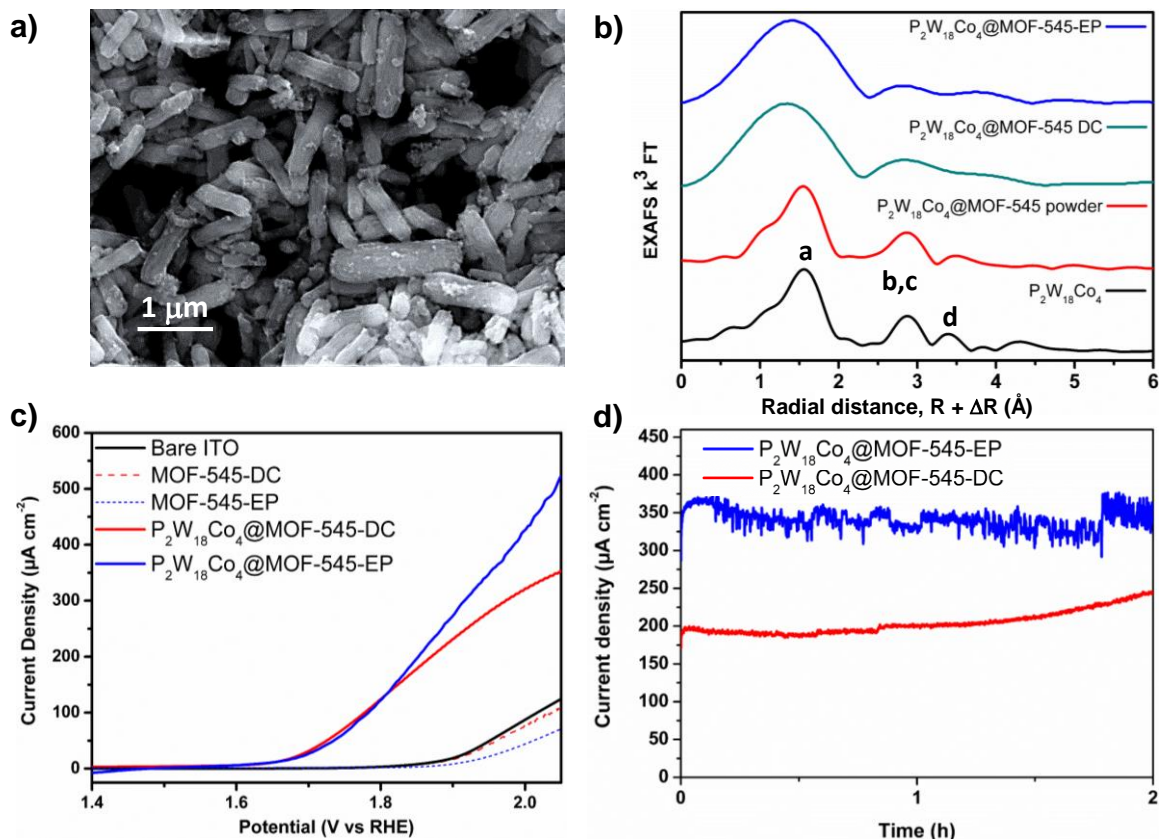 a)
1 μm
b)
EXAFS k³ FT
P₂W₁₈Co₄@MOF-545-EP
P₂W₁₈Co₄@MOF-545 DC
P₂W₁₈Co₄@MOF-545 powder
a
b,c
d
P₂W₁₈Co₄
0 1 2 3 4 5 6
Radial distance, R + ΔR (Å)
c)
Current Density (μA cm⁻²)
600
500
400
300
200
100
0
Bare ITO
MOF-545-DC
MOF-545-EP
P₂W₁₈Co₄@MOF-545-DC
P₂W₁₈Co₄@MOF-545-EP
1.4 1.6 1.8 2.0
Potential (V vs RHE)
d)
Current density (μA cm⁻²)
450
400
350
300
250
200
150
100
50
0
P₂W₁₈Co₄@MOF-545-EP
P₂W₁₈Co₄@MOF-545-DC
0 1 2
Time (h)